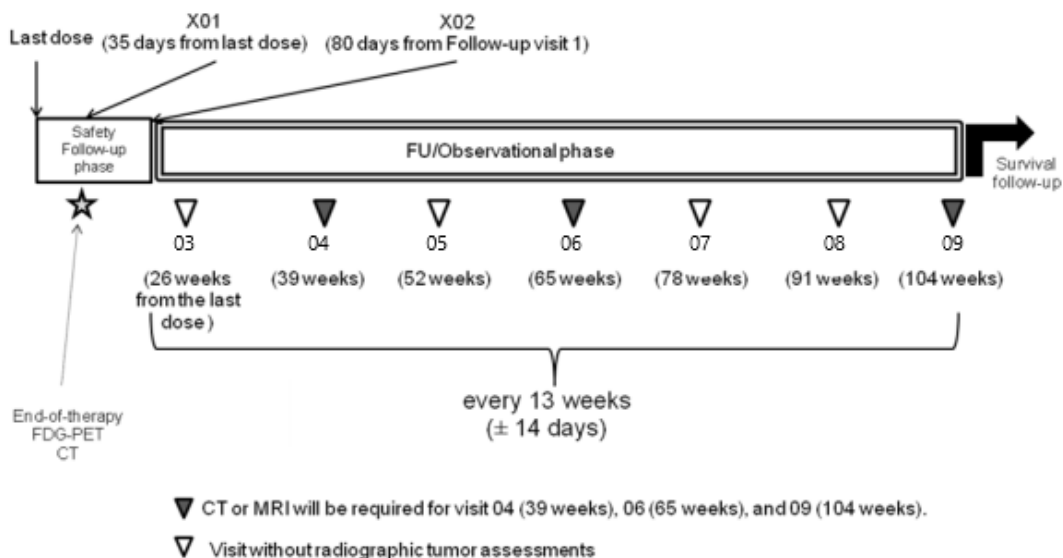 X01
X02
Last dose
(35 days from last dose)
(80 days from Follow-up visit 1)
Safety
Follow-up
phase
FU/Observational phase
Survival
follow-up
03
04
05
06
07
08
09
(26 weeks
from the last
dose )
(39 weeks)
(52 weeks)
(65 weeks)
(78 weeks)
(91 weeks)
(104 weeks)
every 13 weeks
(± 14 days)
End-of-therapy
FDG-PET
CT
CT or MRI will be required for visit 04 (39 weeks), 06 (65 weeks), and 09 (104 weeks).
Visit without radiographic tumor assessments